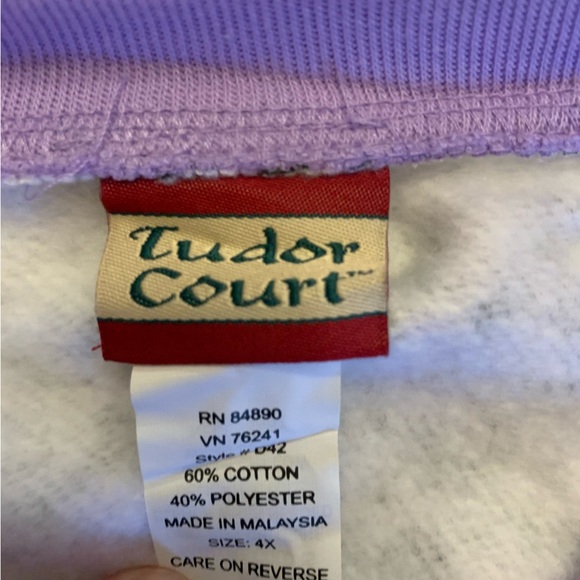 Tudor
Court™
RN 84890
VN 76241
Style # D42
60% COTTON
40% POLYESTER
MADE IN MALAYSIA
SIZE: 4X
CARE ON REVERSE